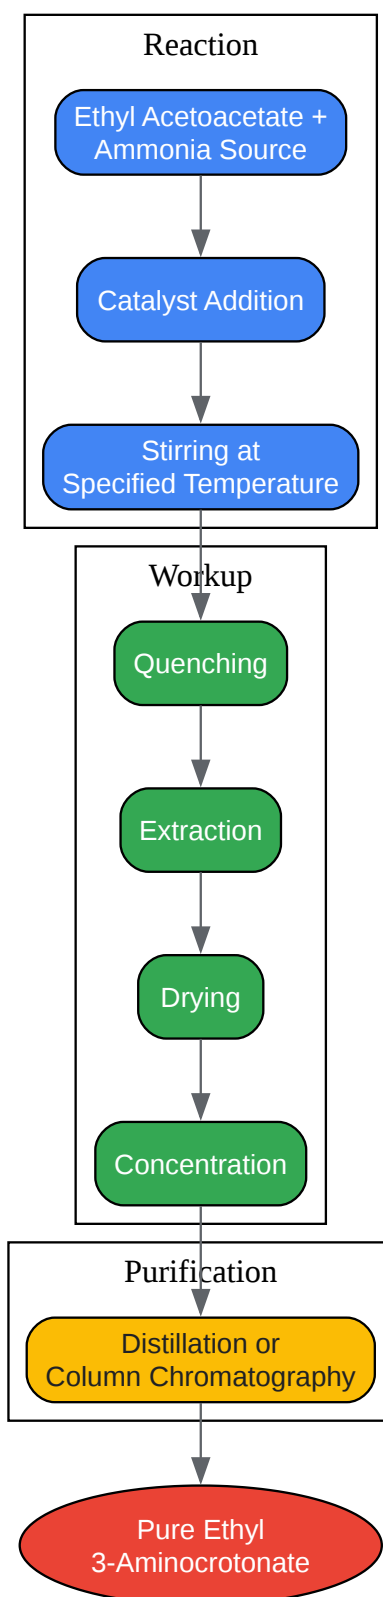 Reaction
Ethyl Acetoacetate +
Ammonia Source
Catalyst Addition
Stirring at
Specified Temperature
Workup
Quenching
Extraction
Drying
Concentration
Purification
Distillation or
Column Chromatography
Pure Ethyl
3-Aminocrotonate